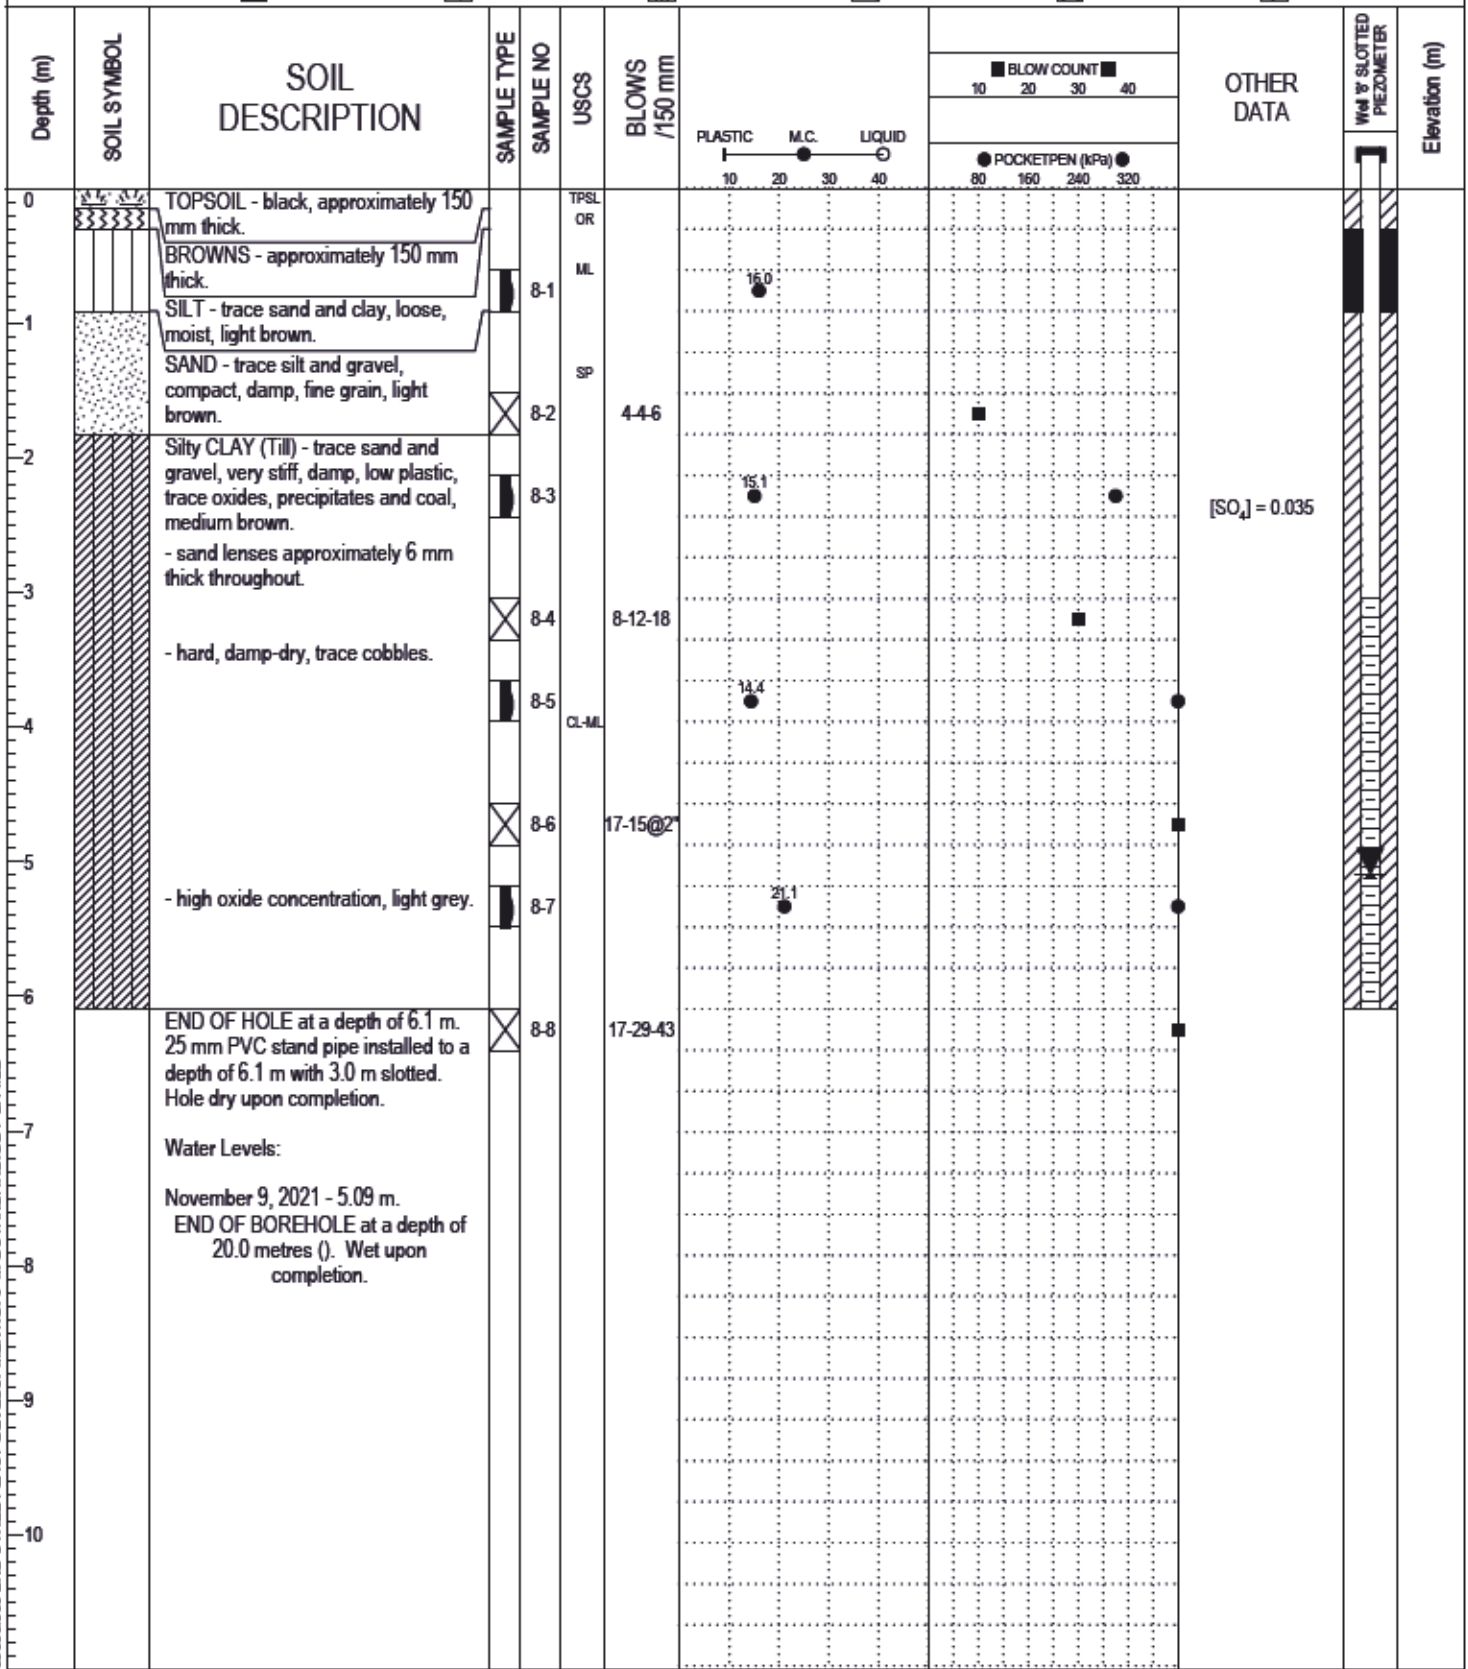 Depth (m)
SOIL SYMBOL
SOIL
DESCRIPTION
SAMPLE TYPE
SAMPLE NO
USCS
BLOWS
/150 mm
PLASTIC M.C. LIQUID
10 20 30 40
■ BLOW COUNT ■
10 20 30 40
● POCKETPEN (kPa) ●
80 160 240 320
OTHER
DATA
SLOTTED
PIEZOMETER
Elevation (m)
0
TOPSOIL - black, approximately 150
mm thick.
TPSL
OR
BROWNS - approximately 150 mm
thick.
ML
8-1
16.0
SILT - trace sand and clay, loose,
moist, light brown.
1
SAND - trace silt and gravel,
compact, damp, fine grain, light
brown.
SP
8-2 4-4-6
Silty CLAY (Till) - trace sand and
gravel, very stiff, damp, low plastic,
trace oxides, precipitates and coal,
medium brown.
2
8-3
15.1
[SO4] = 0.035
- sand lenses approximately 6 mm
thick throughout.
3
8-4 8-12-18
- hard, damp-dry, trace cobbles.
8-5
14.4
4
CL-ML
8-6 17-15@2"
5
- high oxide concentration, light grey.
8-7
21.1
6
END OF HOLE at a depth of 6.1 m.
25 mm PVC stand pipe installed to a
depth of 6.1 m with 3.0 m slotted.
Hole dry upon completion.
8-8 17-29-43
7
Water Levels:
November 9, 2021 - 5.09 m.
END OF BOREHOLE at a depth of
20.0 metres (). Wet upon
completion.
8
9
10